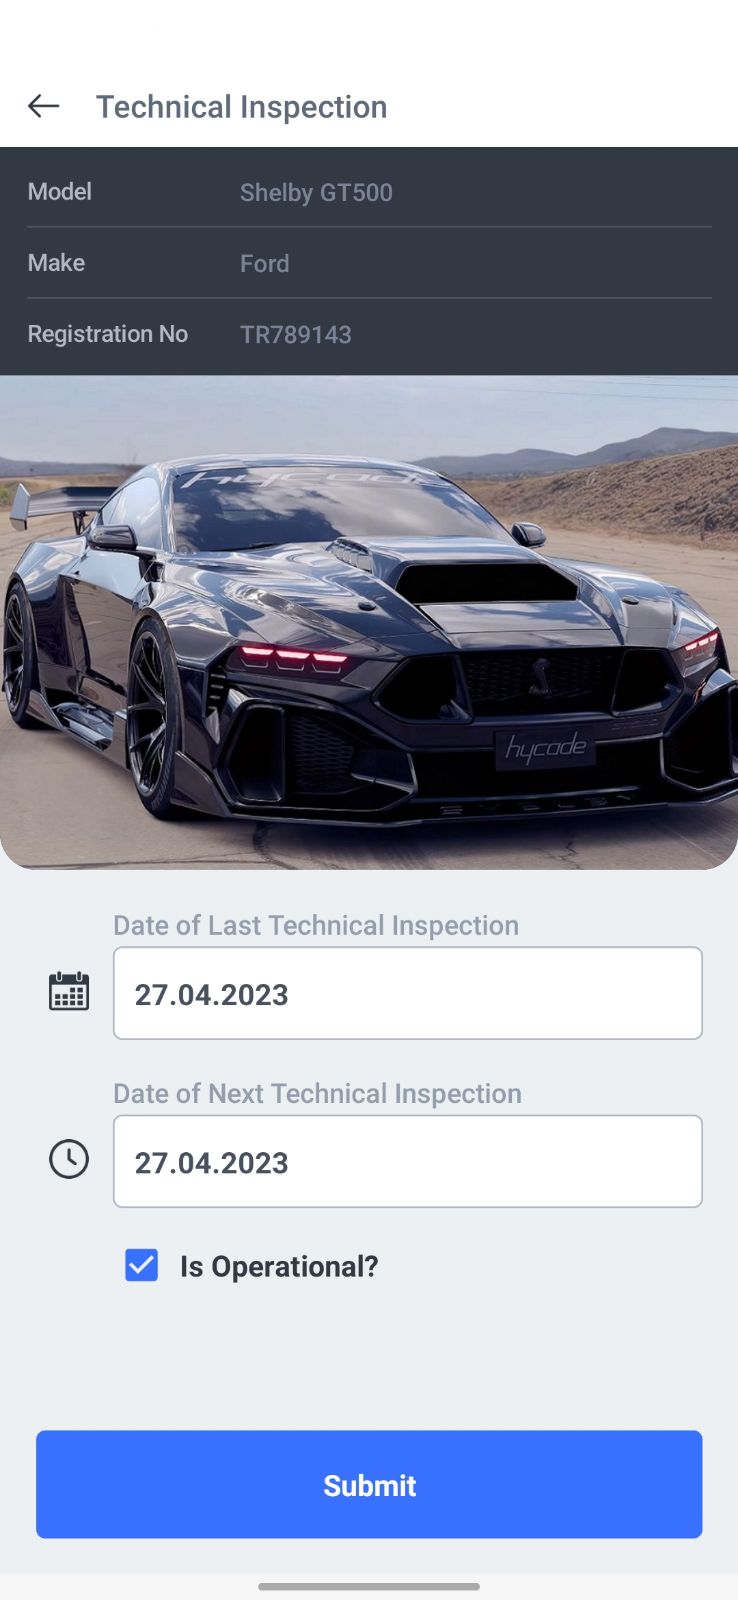 Technical Inspection
Model Shelby GT500
Make Ford
Registration No TR789143
hycade
hycade
SHELBY
Date of Last Technical Inspection
27.04.2023
Date of Next Technical Inspection
27.04.2023
Is Operational?
Submit